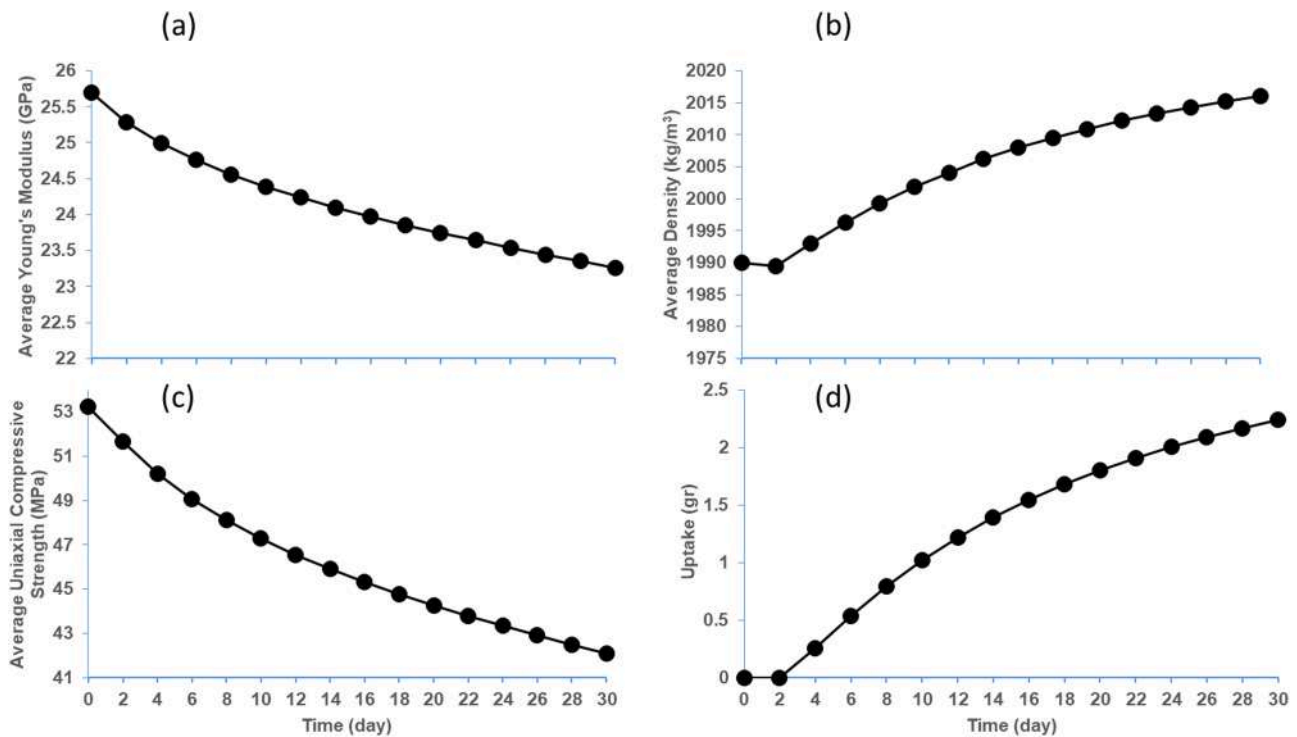 (a)
Average Young's Modulus (GPa)
26
25.5
25
24.5
24
23.5
23
22.5
22
(b)
Average Density (kg/m³)
2020
2015
2010
2005
2000
1995
1990
1985
1980
1975
(c)
Average Uniaxial Compressive
Strength (MPa)
53
51
49
47
45
43
41
0 2 4 6 8 10 12 14 16 18 20 22 24 26 28 30
Time (day)
(d)
Uptake (gr)
2.5
2
1.5
1
0.5
0
0 2 4 6 8 10 12 14 16 18 20 22 24 26 28 30
Time (day)